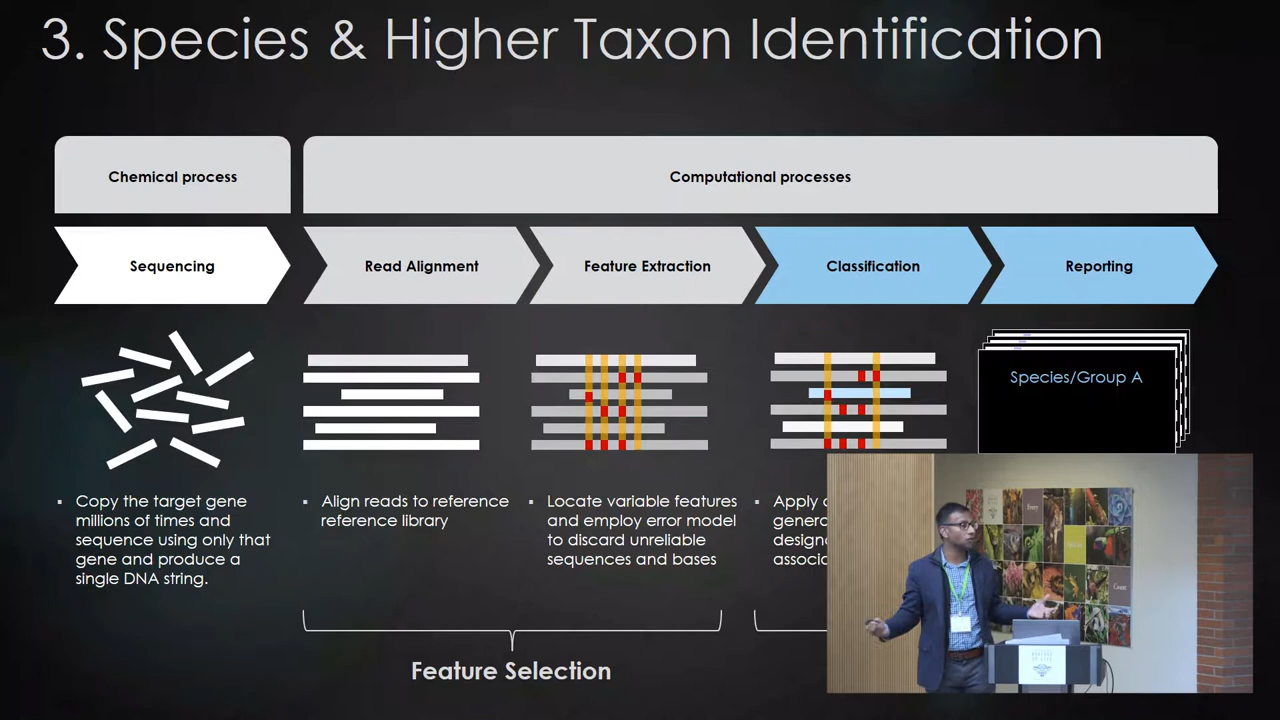 3. Species & Higher Taxon Identification
Chemical process
Computational processes
Sequencing
Read Alignment
Feature Extraction
Classification
Reporting
Species/Group A
▪ Copy the target gene
millions of times and
sequence using only that
gene and produce a
single DNA string.
▪ Align reads to reference
reference library
▪ Locate variable features
and employ error model
to discard unreliable
sequences and bases
▪ Apply
Feature Selection
Every
Count